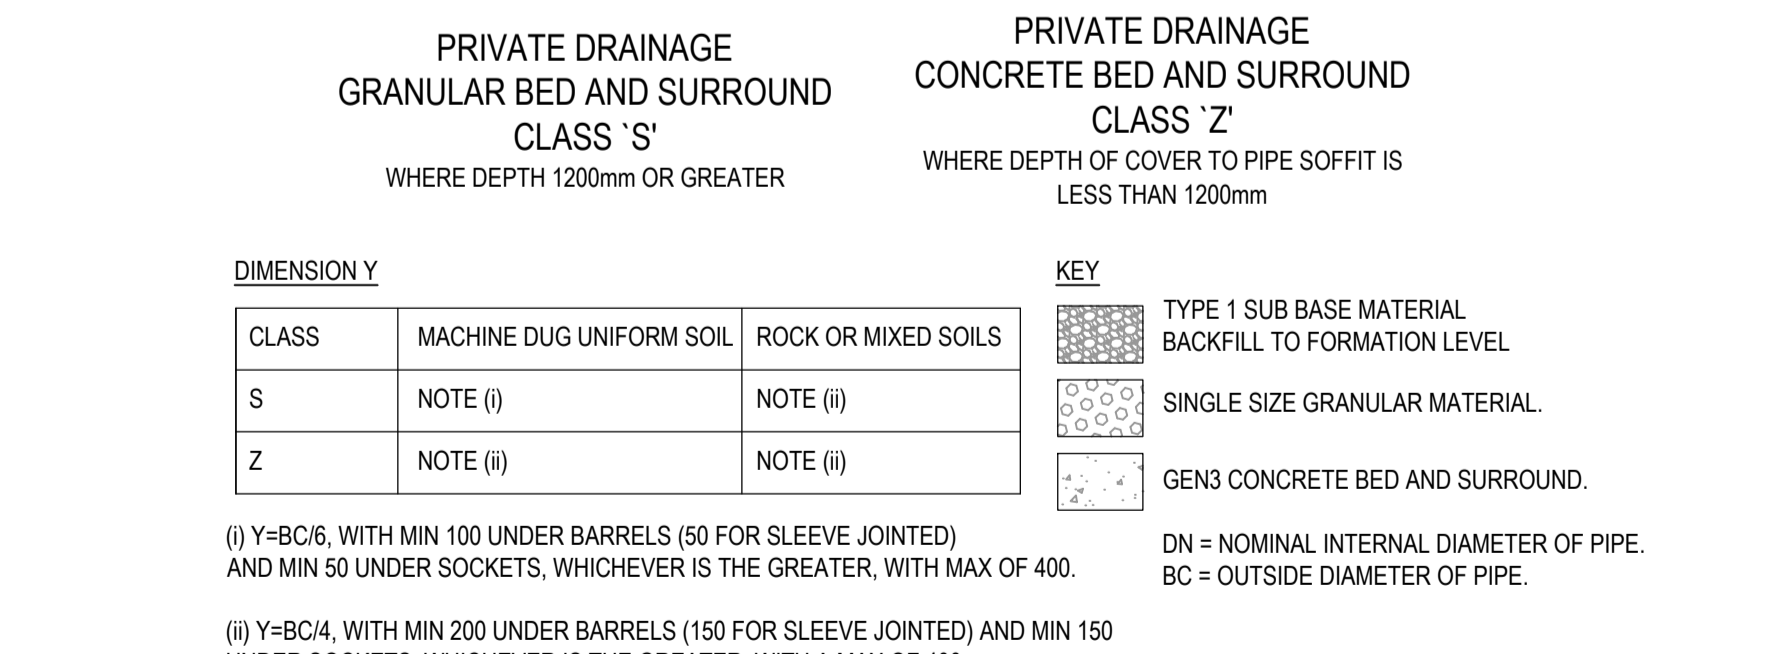 PRIVATE DRAINAGE
GRANULAR BED AND SURROUND
CLASS `S'
WHERE DEPTH 1200mm OR GREATER
PRIVATE DRAINAGE
CONCRETE BED AND SURROUND
CLASS `Z'
WHERE DEPTH OF COVER TO PIPE SOFFIT IS
LESS THAN 1200mm
DIMENSION Y
CLASS MACHINE DUG UNIFORM SOIL ROCK OR MIXED SOILS
S NOTE (i) NOTE (ii)
Z NOTE (ii) NOTE (ii)
(i) Y=BC/6, WITH MIN 100 UNDER BARRELS (50 FOR SLEEVE JOINTED)
AND MIN 50 UNDER SOCKETS, WHICHEVER IS THE GREATER, WITH MAX OF 400.
(ii) Y=BC/4, WITH MIN 200 UNDER BARRELS (150 FOR SLEEVE JOINTED) AND MIN 150
KEY
TYPE 1 SUB BASE MATERIAL
BACKFILL TO FORMATION LEVEL
SINGLE SIZE GRANULAR MATERIAL.
GEN3 CONCRETE BED AND SURROUND.
DN = NOMINAL INTERNAL DIAMETER OF PIPE.
BC = OUTSIDE DIAMETER OF PIPE.